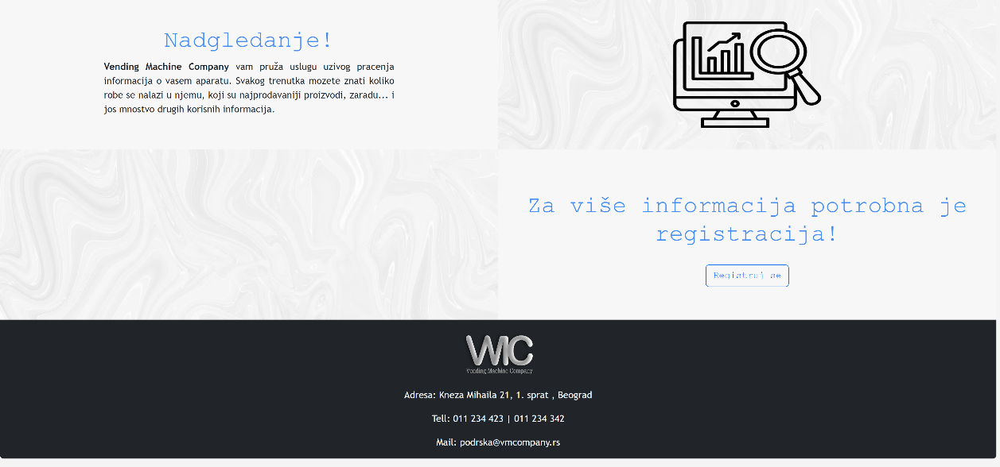 Nadgledanje!
Vending Machine Company vam pruža uslugu uzivog pracenja
informacija o vasem aparatu. Svakog trenutka mozete znati koliko
robe se nalazi u njemu, koji su najprodavaniji proizvodi, zaradu... i
jos mnostvo drugih korisnih informacija.
Za više informacija potrobna je
registracija!
Registruj se
VMC
Vending Machine Company
Adresa: Kneza Mihaila 21, 1. sprat , Beograd
Tell: 011 234 423 | 011 234 342
Mail: podrska@vmcompany.rs